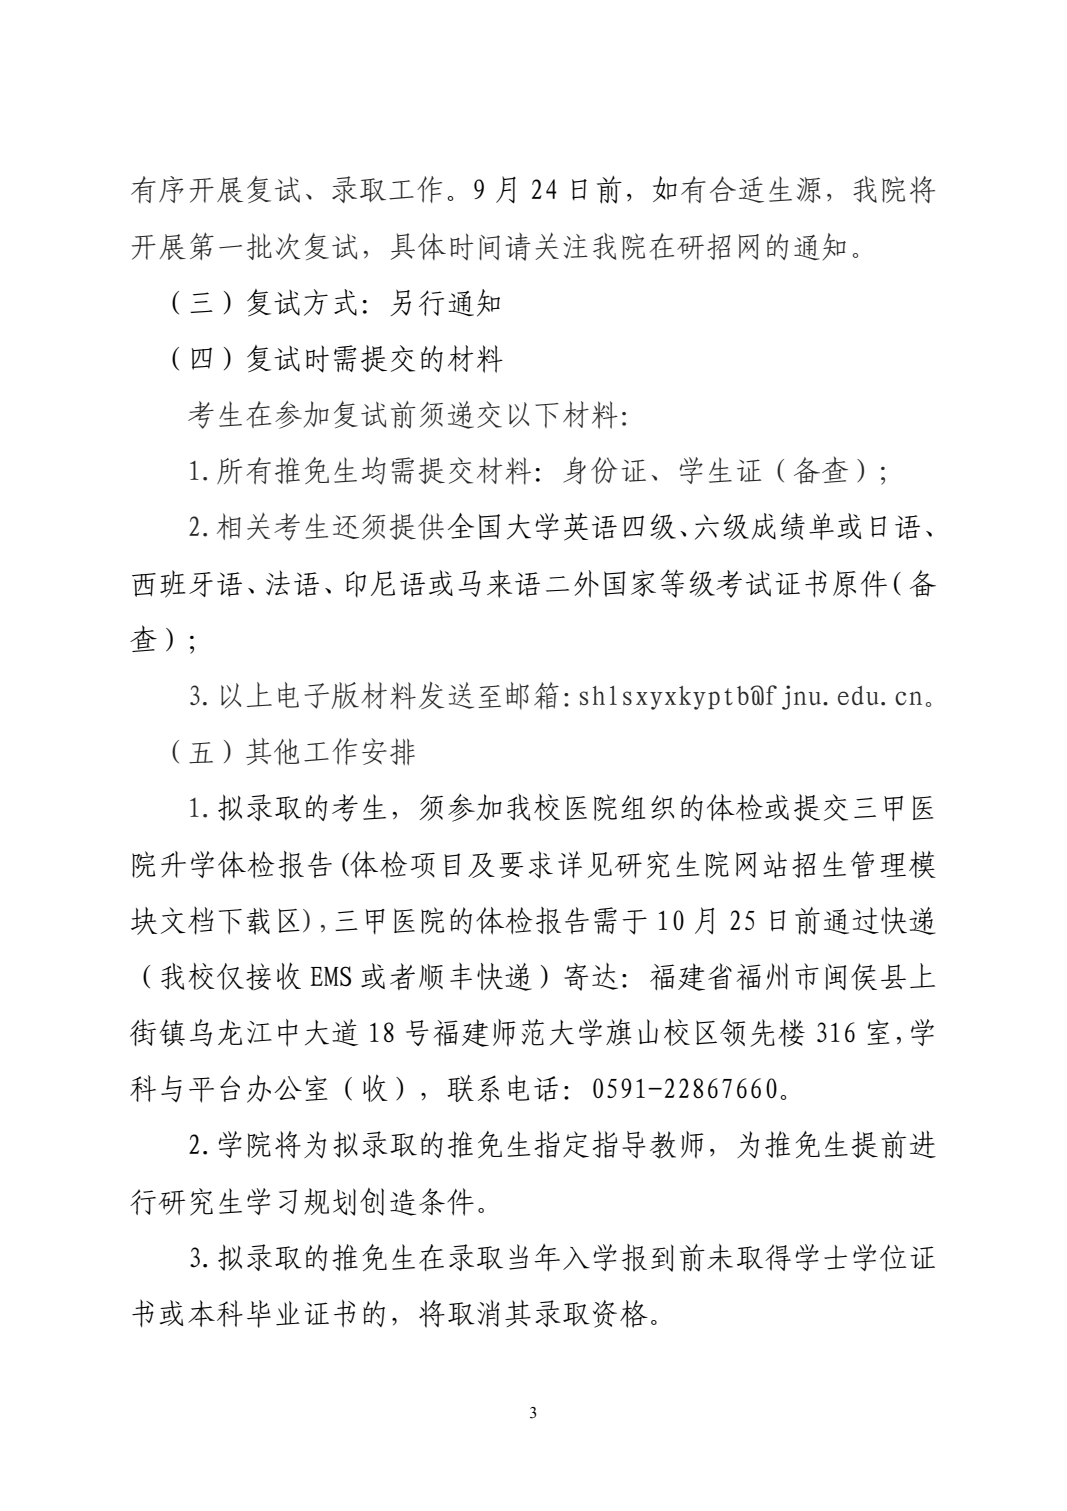 有序开展复试、录取工作。9 月 24 日前，如有合适生源，我院将
开展第一批次复试，具体时间请关注我院在研招网的通知。
（三）复试方式：另行通知
（四）复试时需提交的材料
考生在参加复试前须递交以下材料：
1.所有推免生均需提交材料：身份证、学生证（备查）；
2.相关考生还须提供全国大学英语四级、六级成绩单或日语、
西班牙语、法语、印尼语或马来语二外国家等级考试证书原件（备
查）；
3.以上电子版材料发送至邮箱：shlsxyxkyptb@fjnu.edu.cn。
（五）其他工作安排
1.拟录取的考生，须参加我校医院组织的体检或提交三甲医
院升学体检报告(体检项目及要求详见研究生院网站招生管理模
块文档下载区),三甲医院的体检报告需于 10 月 25 日前通过快递
（我校仅接收 EMS 或者顺丰快递）寄达：福建省福州市闽侯县上
街镇乌龙江中大道 18 号福建师范大学旗山校区领先楼 316 室,学
科与平台办公室（收），联系电话：0591-22867660。
2.学院将为拟录取的推免生指定指导教师，为推免生提前进
行研究生学习规划创造条件。
3.拟录取的推免生在录取当年入学报到前未取得学士学位证
书或本科毕业证书的，将取消其录取资格。
3